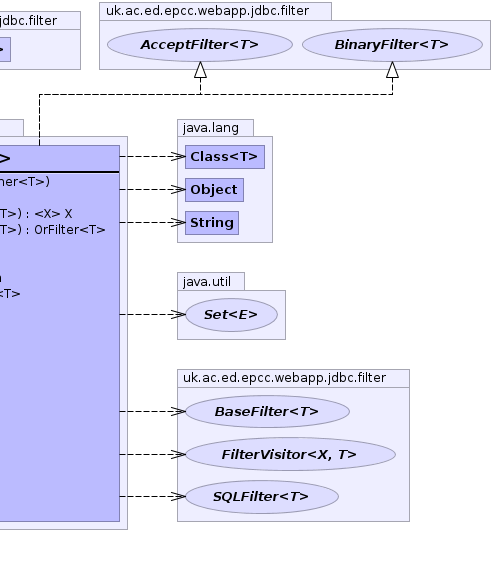 jdbc.filter
>
uk.ac.ed.epcc.webapp.jdbc.filter
AcceptFilter<T>
BinaryFilter<T>
>
ner<T>)
T>) : <X> X
T>) : OrFilter<T>
<T>
java.lang
Class<T>
Object
String
java.util
Set<E>
uk.ac.ed.epcc.webapp.jdbc.filter
BaseFilter<T>
FilterVisitor<X, T>
SQLFilter<T>